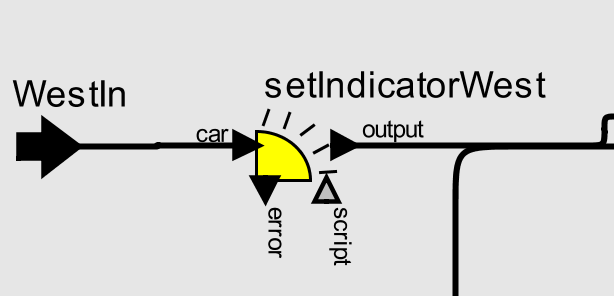 WestIn
setIndicatorWest
car
output
error
script